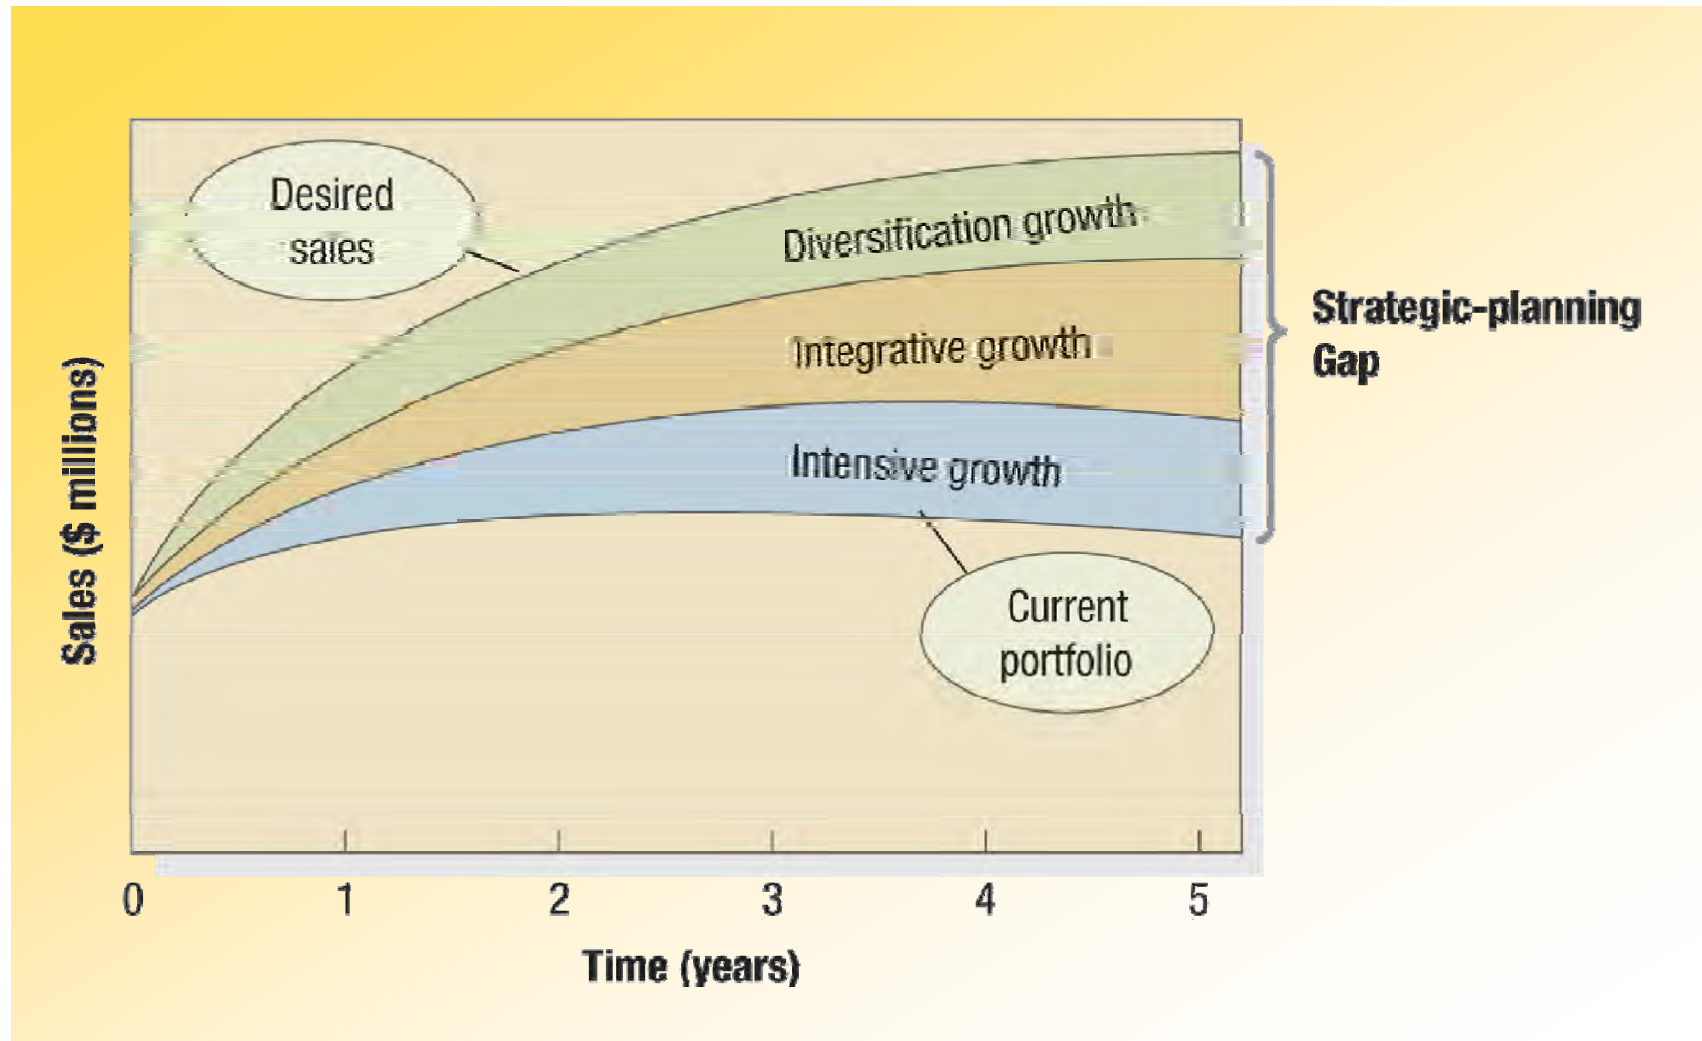 Desired
sales
Diversification growth
Integrative growth
Intensive growth
Current
portfolio
Strategic-planning
Gap
Sales ($ millions)
0 1 2 3 4 5
Time (years)